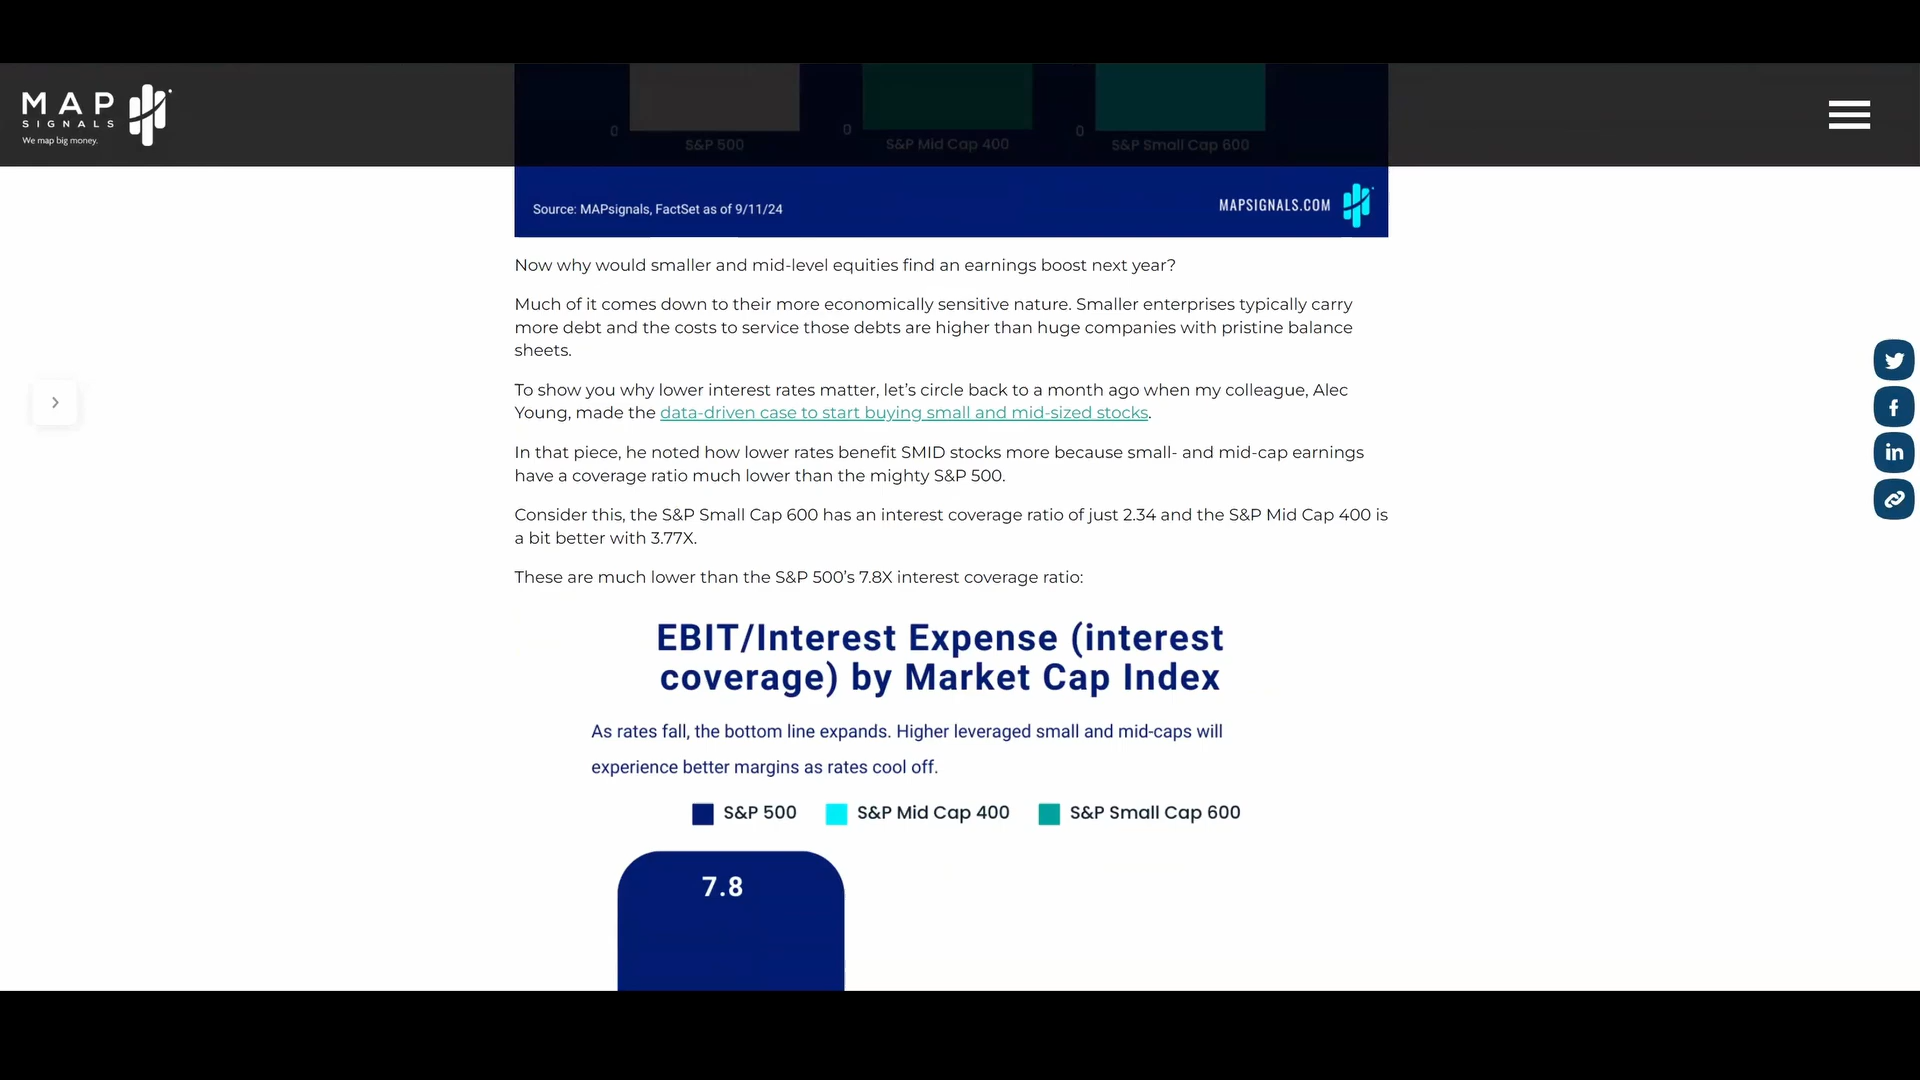 MAP
SIGNALS
We map big money.
0
0
0
S&P 500
S&P Mid Cap 400
S&P Small Cap 600
Source: MAPsignals, FactSet as of 9/11/24
MAPSIGNALS.COM
Now why would smaller and mid-level equities find an earnings boost next year?
Much of it comes down to their more economically sensitive nature. Smaller enterprises typically carry
more debt and the costs to service those debts are higher than huge companies with pristine balance
sheets.
To show you why lower interest rates matter, let's circle back to a month ago when my colleague, Alec
Young, made the data-driven case to start buying small and mid-sized stocks.
In that piece, he noted how lower rates benefit SMID stocks more because small- and mid-cap earnings
have a coverage ratio much lower than the mighty S&P 500.
Consider this, the S&P Small Cap 600 has an interest coverage ratio of just 2.34 and the S&P Mid Cap 400 is
a bit better with 3.77X.
These are much lower than the S&P 500's 7.8X interest coverage ratio:
EBIT/Interest Expense (interest
coverage) by Market Cap Index
As rates fall, the bottom line expands. Higher leveraged small and mid-caps will
experience better margins as rates cool off.
S&P 500
S&P Mid Cap 400
S&P Small Cap 600
7.8